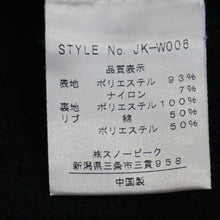 STYLE No. JK-W006
品質表示
表地 ポリエステル 93%
ナイロン 7%
裏地 ポリエステル 100%
リブ 綿 50%
ポリエステル 50%
㈱スノーピーク
新潟県三条市三貫958
中国製